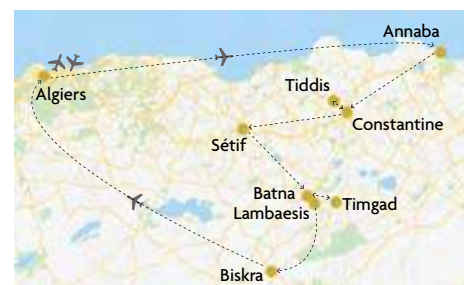 Annaba
Algiers
Tiddis
Constantine
Sétif
Batna
Lambaesis
Timgad
Biskra